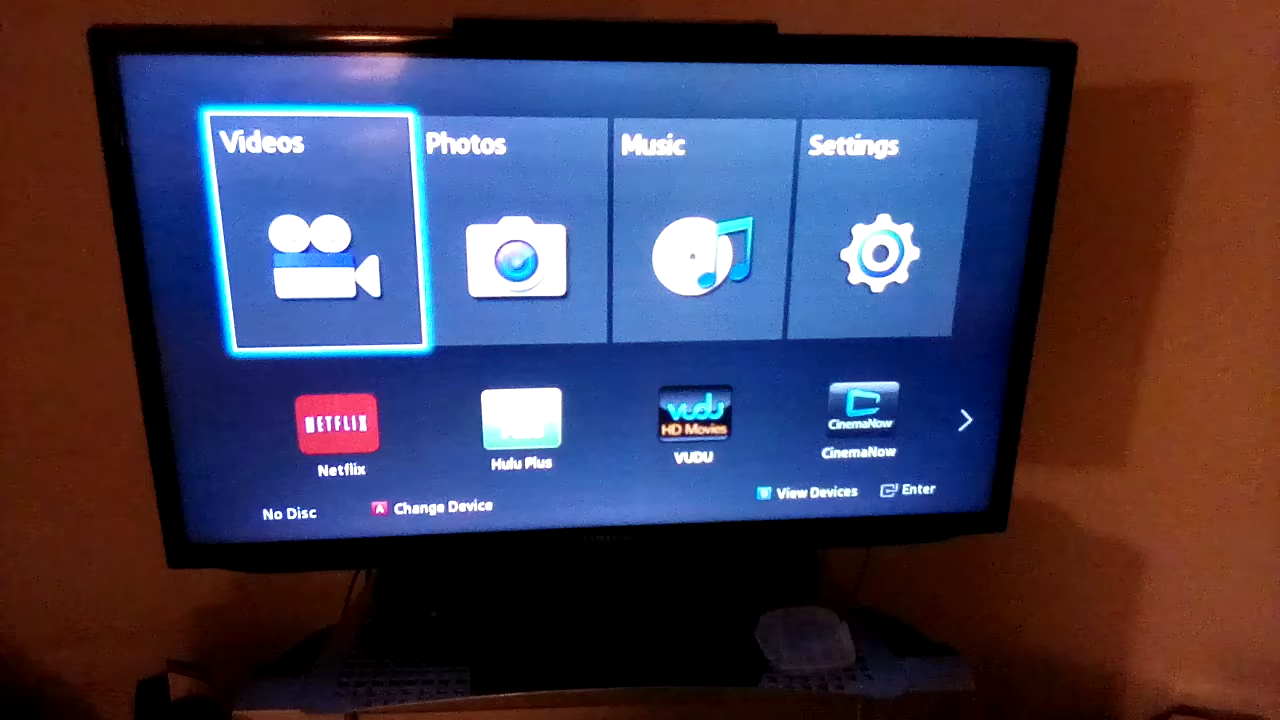 Videos
Photos
Music
Settings
NETFLIX
vudu
HD Movies
CinemaNow
Netflix
Hulu Plus
VUDU
CinemaNow
No Disc
A Change Device
View Devices
Enter